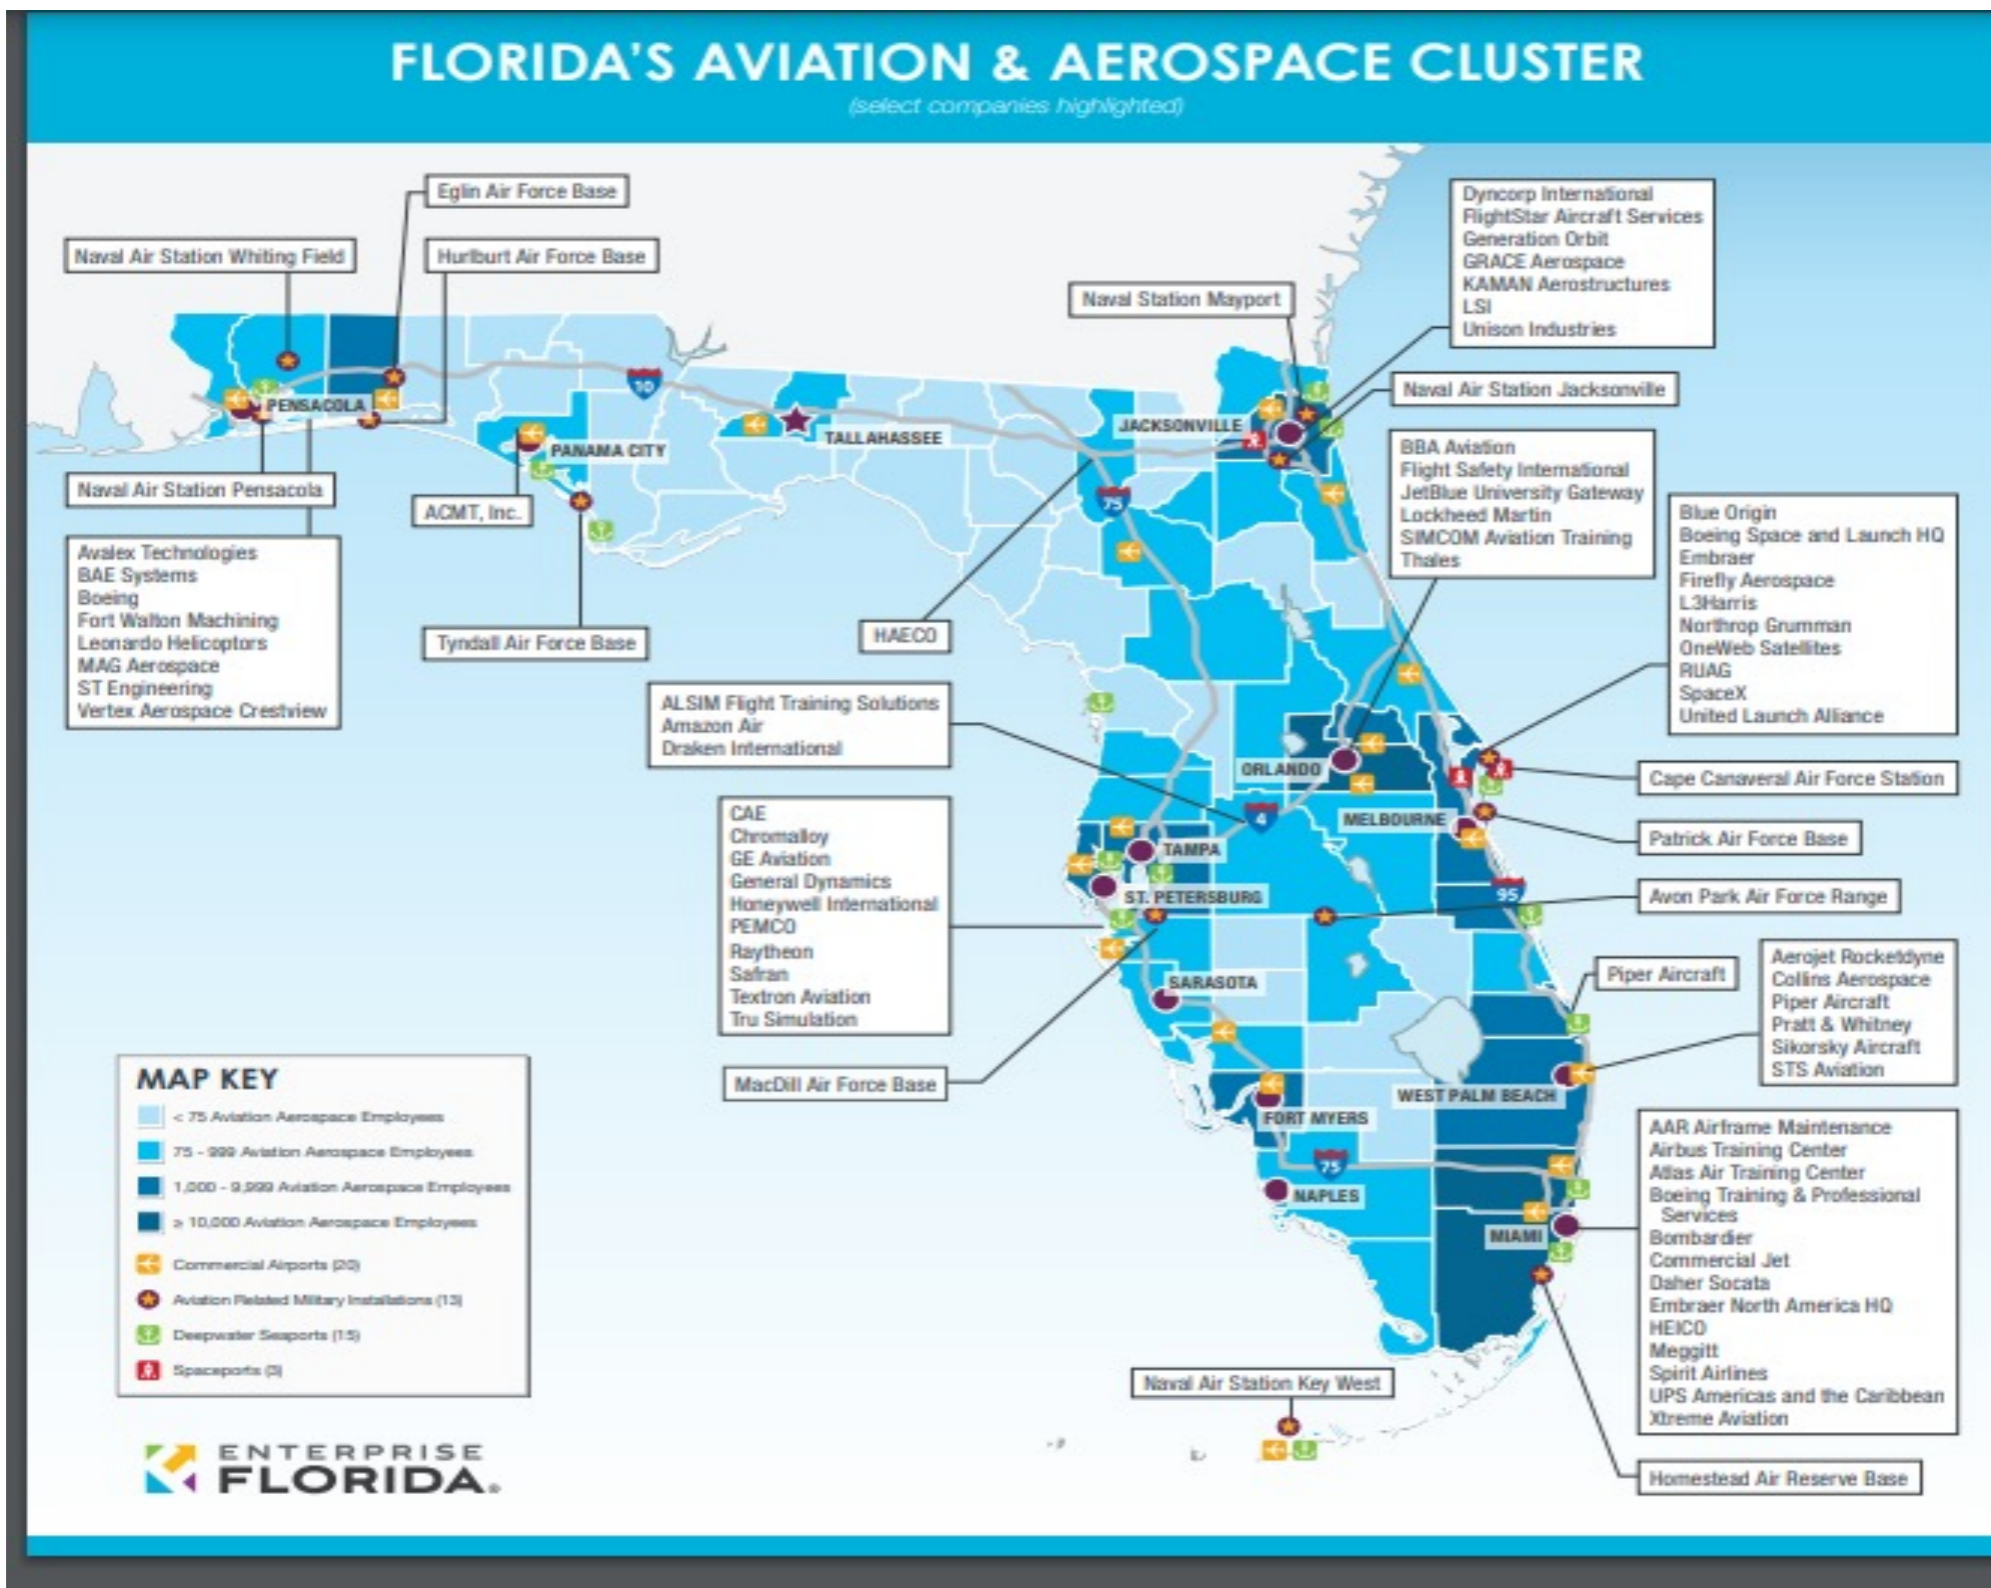 FLORIDA'S AVIATION & AEROSPACE CLUSTER
(select companies highlighted)
Eglin Air Force Base
Naval Air Station Whiting Field
Hurlburt Air Force Base
Naval Station Mayport
Dyncorp International
FlightStar Aircraft Services
Generation Orbit
GRACE Aerospace
KAMAN Aerostructures
LSI
Unison Industries
Naval Air Station Jacksonville
10
PENSACOLA
PANAMA CITY
TALLAHASSEE
JACKSONVILLE
Naval Air Station Pensacola
ACMT, Inc.
75
BBA Aviation
Flight Safety International
JetBlue University Gateway
Lockheed Martin
SIMCOM Aviation Training
Thales
Blue Origin
Boeing Space and Launch HQ
Embraer
Firefly Aerospace
L3Harris
Northrop Grumman
OneWeb Satellites
RUAG
SpaceX
United Launch Alliance
Avalex Technologies
BAE Systems
Boeing
Fort Walton Machining
Leonardo Helicoptors
MAG Aerospace
ST Engineering
Vertex Aerospace Crestview
Tyndall Air Force Base
HAECO
ALSIM Flight Training Solutions
Amazon Air
Draken International
ORLANDO
Cape Canaveral Air Force Station
4
MELBOURNE
Patrick Air Force Base
CAE
Chromalloy
GE Aviation
General Dynamics
Honeywell International
PEMCO
Raytheon
Safran
Textron Aviation
Tru Simulation
TAMPA
ST. PETERSBURG
95
Avon Park Air Force Range
SARASOTA
Piper Aircraft
Aerojet Rocketdyne
Collins Aerospace
Piper Aircraft
Pratt & Whitney
Sikorsky Aircraft
STS Aviation
MacDill Air Force Base
WEST PALM BEACH
FORT MYERS
75
NAPLES
MIAMI
AAR Airframe Maintenance
Airbus Training Center
Atlas Air Training Center
Boeing Training & Professional
Services
Bombardier
Commercial Jet
Daher Socata
Embraer North America HQ
HEICO
Meggitt
Spirit Airlines
UPS Americas and the Caribbean
Xtreme Aviation
Naval Air Station Key West
Homestead Air Reserve Base
MAP KEY
< 75 Aviation Aerospace Employees
75 - 999 Aviation Aerospace Employees
1,000 - 9,999 Aviation Aerospace Employees
≥ 10,000 Aviation Aerospace Employees
Commercial Airports (20)
Aviation Related Military Installations (13)
Deepwater Seaports (15)
Spaceports (3)
ENTERPRISE
FLORIDA®